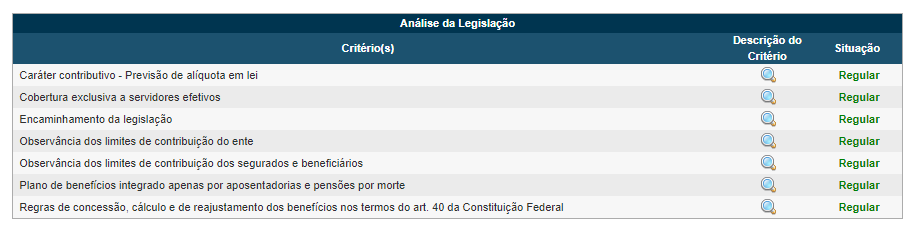 Análise da Legislação
Critério(s) Descrição do Critério Situação
Caráter contributivo - Previsão de alíquota em lei Regular
Cobertura exclusiva a servidores efetivos Regular
Encaminhamento da legislação Regular
Observância dos limites de contribuição do ente Regular
Observância dos limites de contribuição dos segurados e beneficiários Regular
Plano de benefícios integrado apenas por aposentadorias e pensões por morte Regular
Regras de concessão, cálculo e de reajustamento dos benefícios nos termos do art. 40 da Constituição Federal Regular